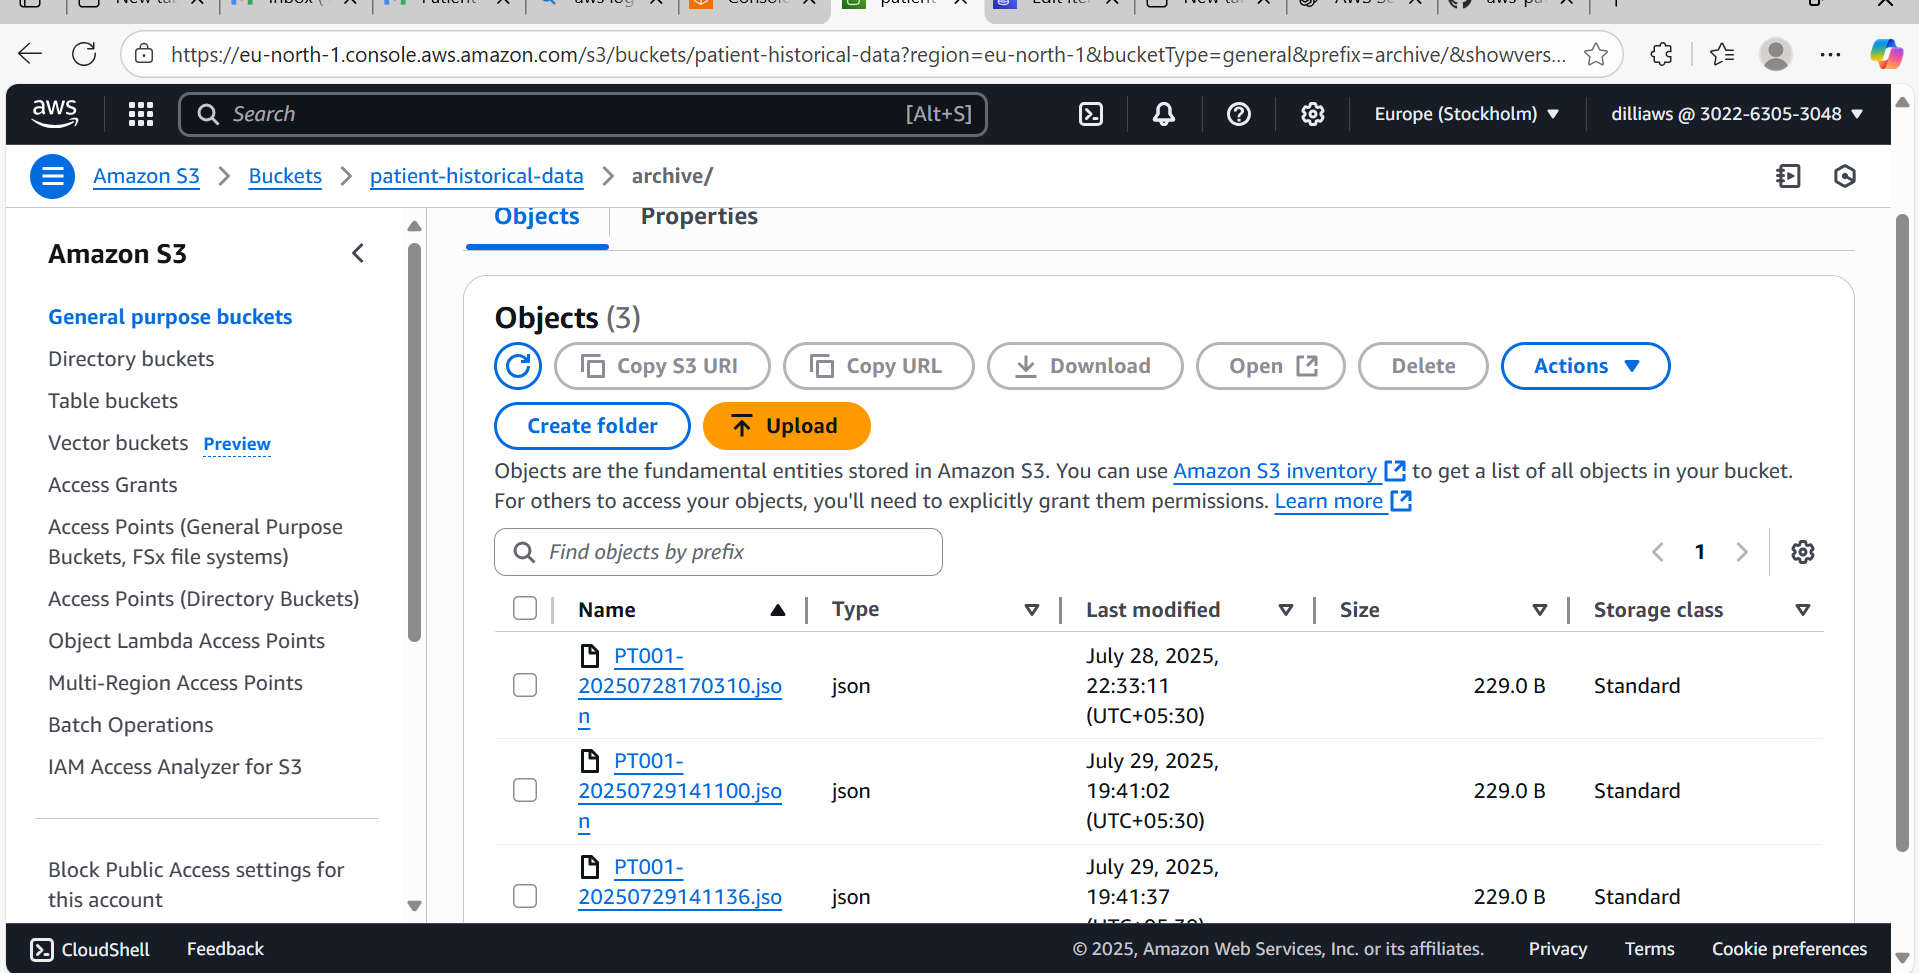 https://eu-north-1.console.aws.amazon.com/s3/buckets/patient-historical-data?region=eu-north-1&bucketType=general&prefix=archive/&showvers...
aws
Search
[Alt+S]
Europe (Stockholm)
dilliaws @ 3022-6305-3048
Amazon S3
Buckets
patient-historical-data
archive/
Amazon S3
General purpose buckets
Directory buckets
Table buckets
Vector buckets Preview
Access Grants
Access Points (General Purpose
Buckets, FSx file systems)
Access Points (Directory Buckets)
Object Lambda Access Points
Multi-Region Access Points
Batch Operations
IAM Access Analyzer for S3
Block Public Access settings for
this account
Objects
Properties
Objects (3)
Copy S3 URI
Copy URL
Download
Open
Delete
Actions
Create folder
Upload
Objects are the fundamental entities stored in Amazon S3. You can use Amazon S3 inventory to get a list of all objects in your bucket.
For others to access your objects, you'll need to explicitly grant them permissions. Learn more
Find objects by prefix
1
Name
Type
Last modified
Size
Storage class
PT001-
20250728170310.jso
n
json
July 28, 2025,
22:33:11
(UTC+05:30)
229.0 B
Standard
PT001-
20250729141100.jso
n
json
July 29, 2025,
19:41:02
(UTC+05:30)
229.0 B
Standard
PT001-
20250729141136.jso
json
July 29, 2025,
19:41:37
229.0 B
Standard
CloudShell
Feedback
© 2025, Amazon Web Services, Inc. or its affiliates.
Privacy
Terms
Cookie preferences